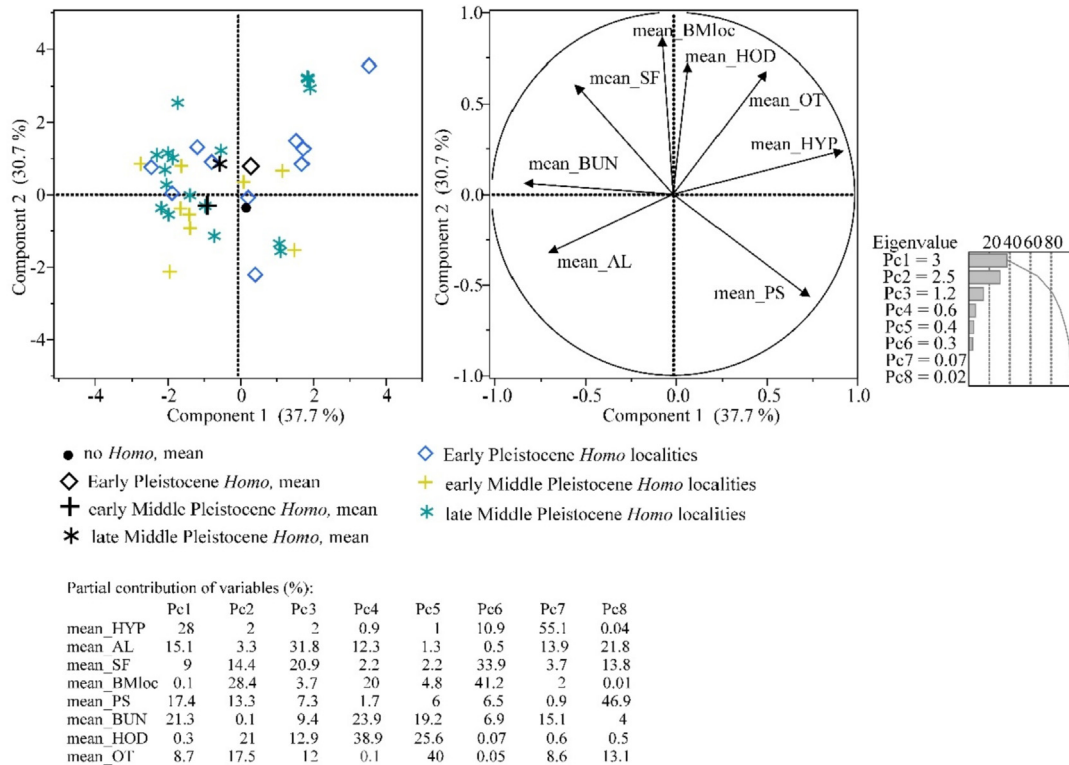 4
2
0
-2
-4
Component 2 (30.7 %)
-4 -2 0 2 4
Component 1 (37.7 %)
1.0
0.5
0.0
-0.5
-1.0
Component 2 (30.7 %)
mean_BMloc
mean_HOD
mean_SF
mean_OT
mean_HYP
mean_BUN
mean_AL
mean_PS
-1.0 -0.5 0.0 0.5 1.0
Component 1 (37.7 %)
Eigenvalue 20 40 60 80
Pc1 = 3
Pc2 = 2.5
Pc3 = 1.2
Pc4 = 0.6
Pc5 = 0.4
Pc6 = 0.3
Pc7 = 0.07
Pc8 = 0.02
no Homo, mean
Early Pleistocene Homo, mean
early Middle Pleistocene Homo, mean
late Middle Pleistocene Homo, mean
Early Pleistocene Homo localities
early Middle Pleistocene Homo localities
late Middle Pleistocene Homo localities
Partial contribution of variables (%):
Pc1 Pc2 Pc3 Pc4 Pc5 Pc6 Pc7 Pc8
mean_HYP 28 2 2 0.9 1 10.9 55.1 0.04
mean_AL 15.1 3.3 31.8 12.3 1.3 0.5 13.9 21.8
mean_SF 9 14.4 20.9 2.2 2.2 33.9 3.7 13.8
mean_BMloc 0.1 28.4 3.7 20 4.8 41.2 2 0.01
mean_PS 17.4 13.3 7.3 1.7 6 6.5 0.9 46.9
mean_BUN 21.3 0.1 9.4 23.9 19.2 6.9 15.1 4
mean_HOD 0.3 21 12.9 38.9 25.6 0.07 0.6 0.5
mean_OT 8.7 17.5 12 0.1 40 0.05 8.6 13.1